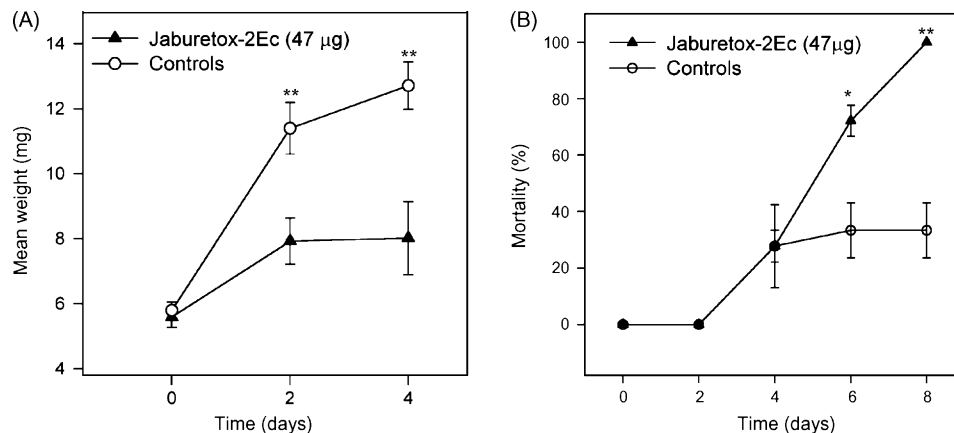 (A)
14
12
10
8
6
4
Mean weight (mg)
Jaburetox-2Ec (47 μg)
Controls
**
**
0
2
4
Time (days)
(B)
100
80
60
40
20
0
Mortality (%)
Jaburetox-2Ec (47μg)
Controls
*
**
0
2
4
6
8
Time (days)